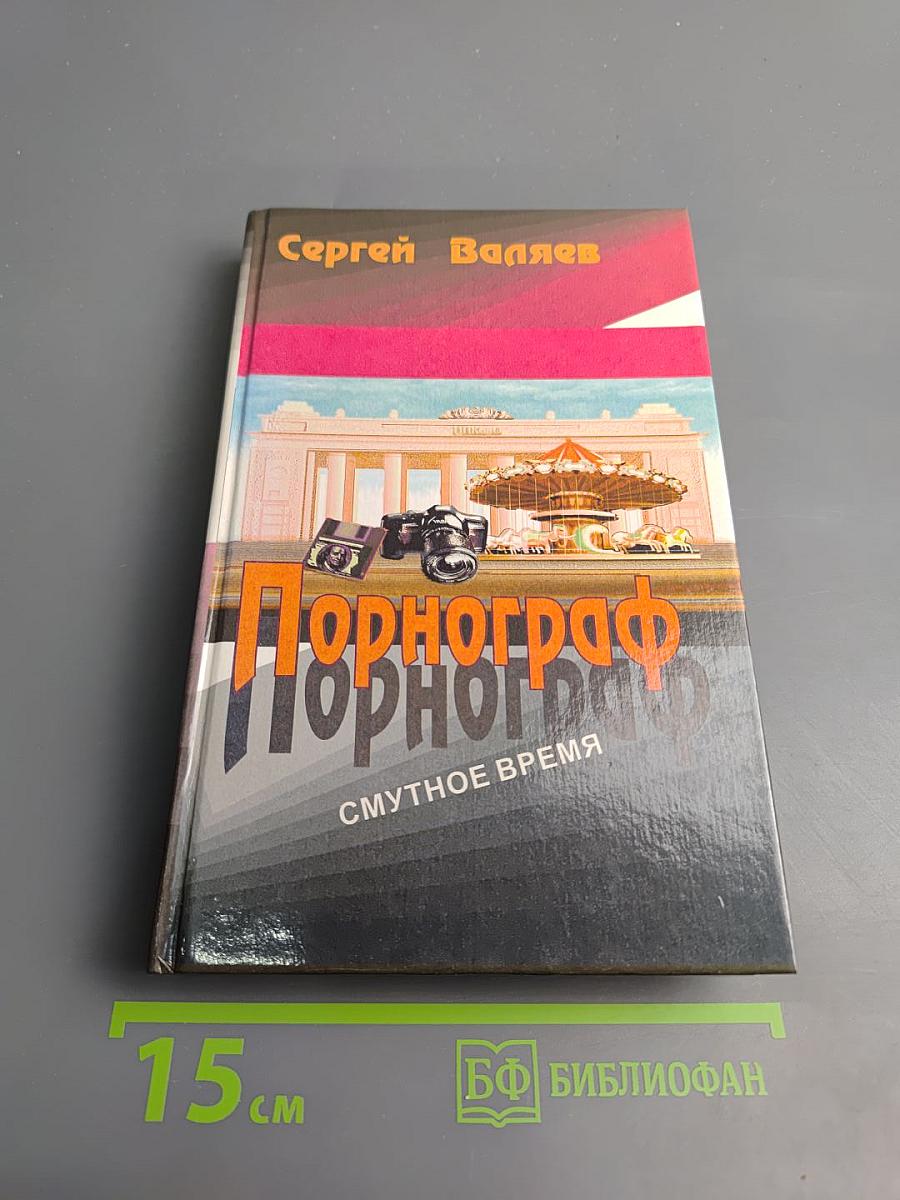 Сергей Валяев
Порнограф
Порнограф
СМУТНОЕ ВРЕМЯ
15 см
БФ БИБЛИОФАН